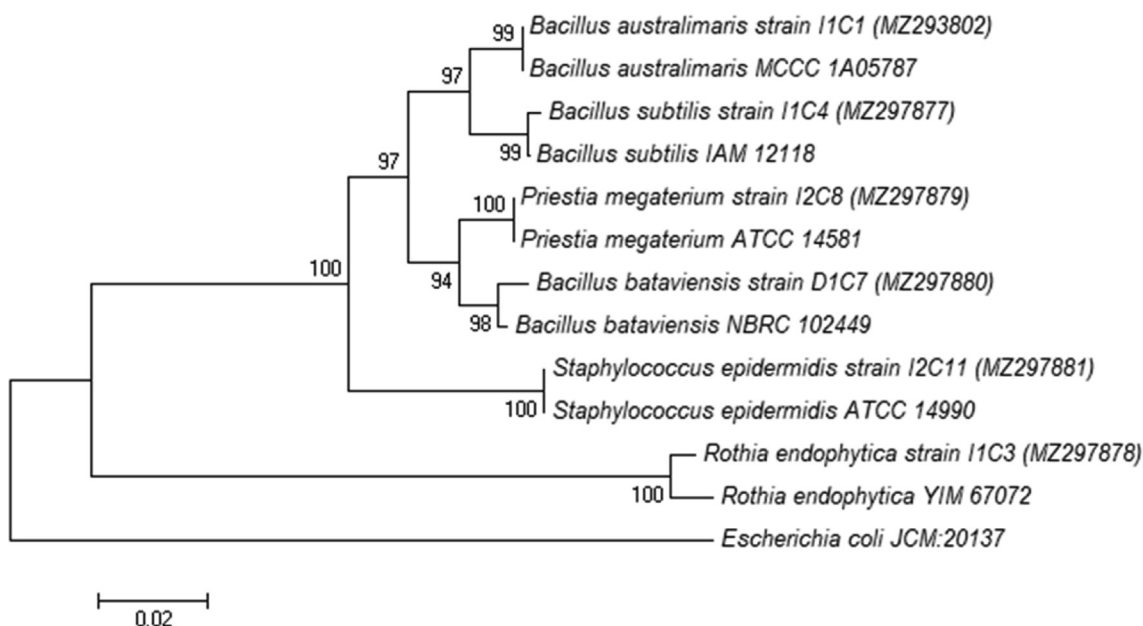 99 Bacillus australimaris strain I1C1 (MZ293802)
Bacillus australimaris MCCC 1A05787
97
Bacillus subtilis strain I1C4 (MZ297877)
99 Bacillus subtilis IAM 12118
97
100 Priestia megaterium strain I2C8 (MZ297879)
Priestia megaterium ATCC 14581
100
94
Bacillus bataviensis strain D1C7 (MZ297880)
98 Bacillus bataviensis NBRC 102449
Staphylococcus epidermidis strain I2C11 (MZ297881)
100 Staphylococcus epidermidis ATCC 14990
Rothia endophytica strain I1C3 (MZ297878)
100 Rothia endophytica YIM 67072
Escherichia coli JCM:20137
0.02